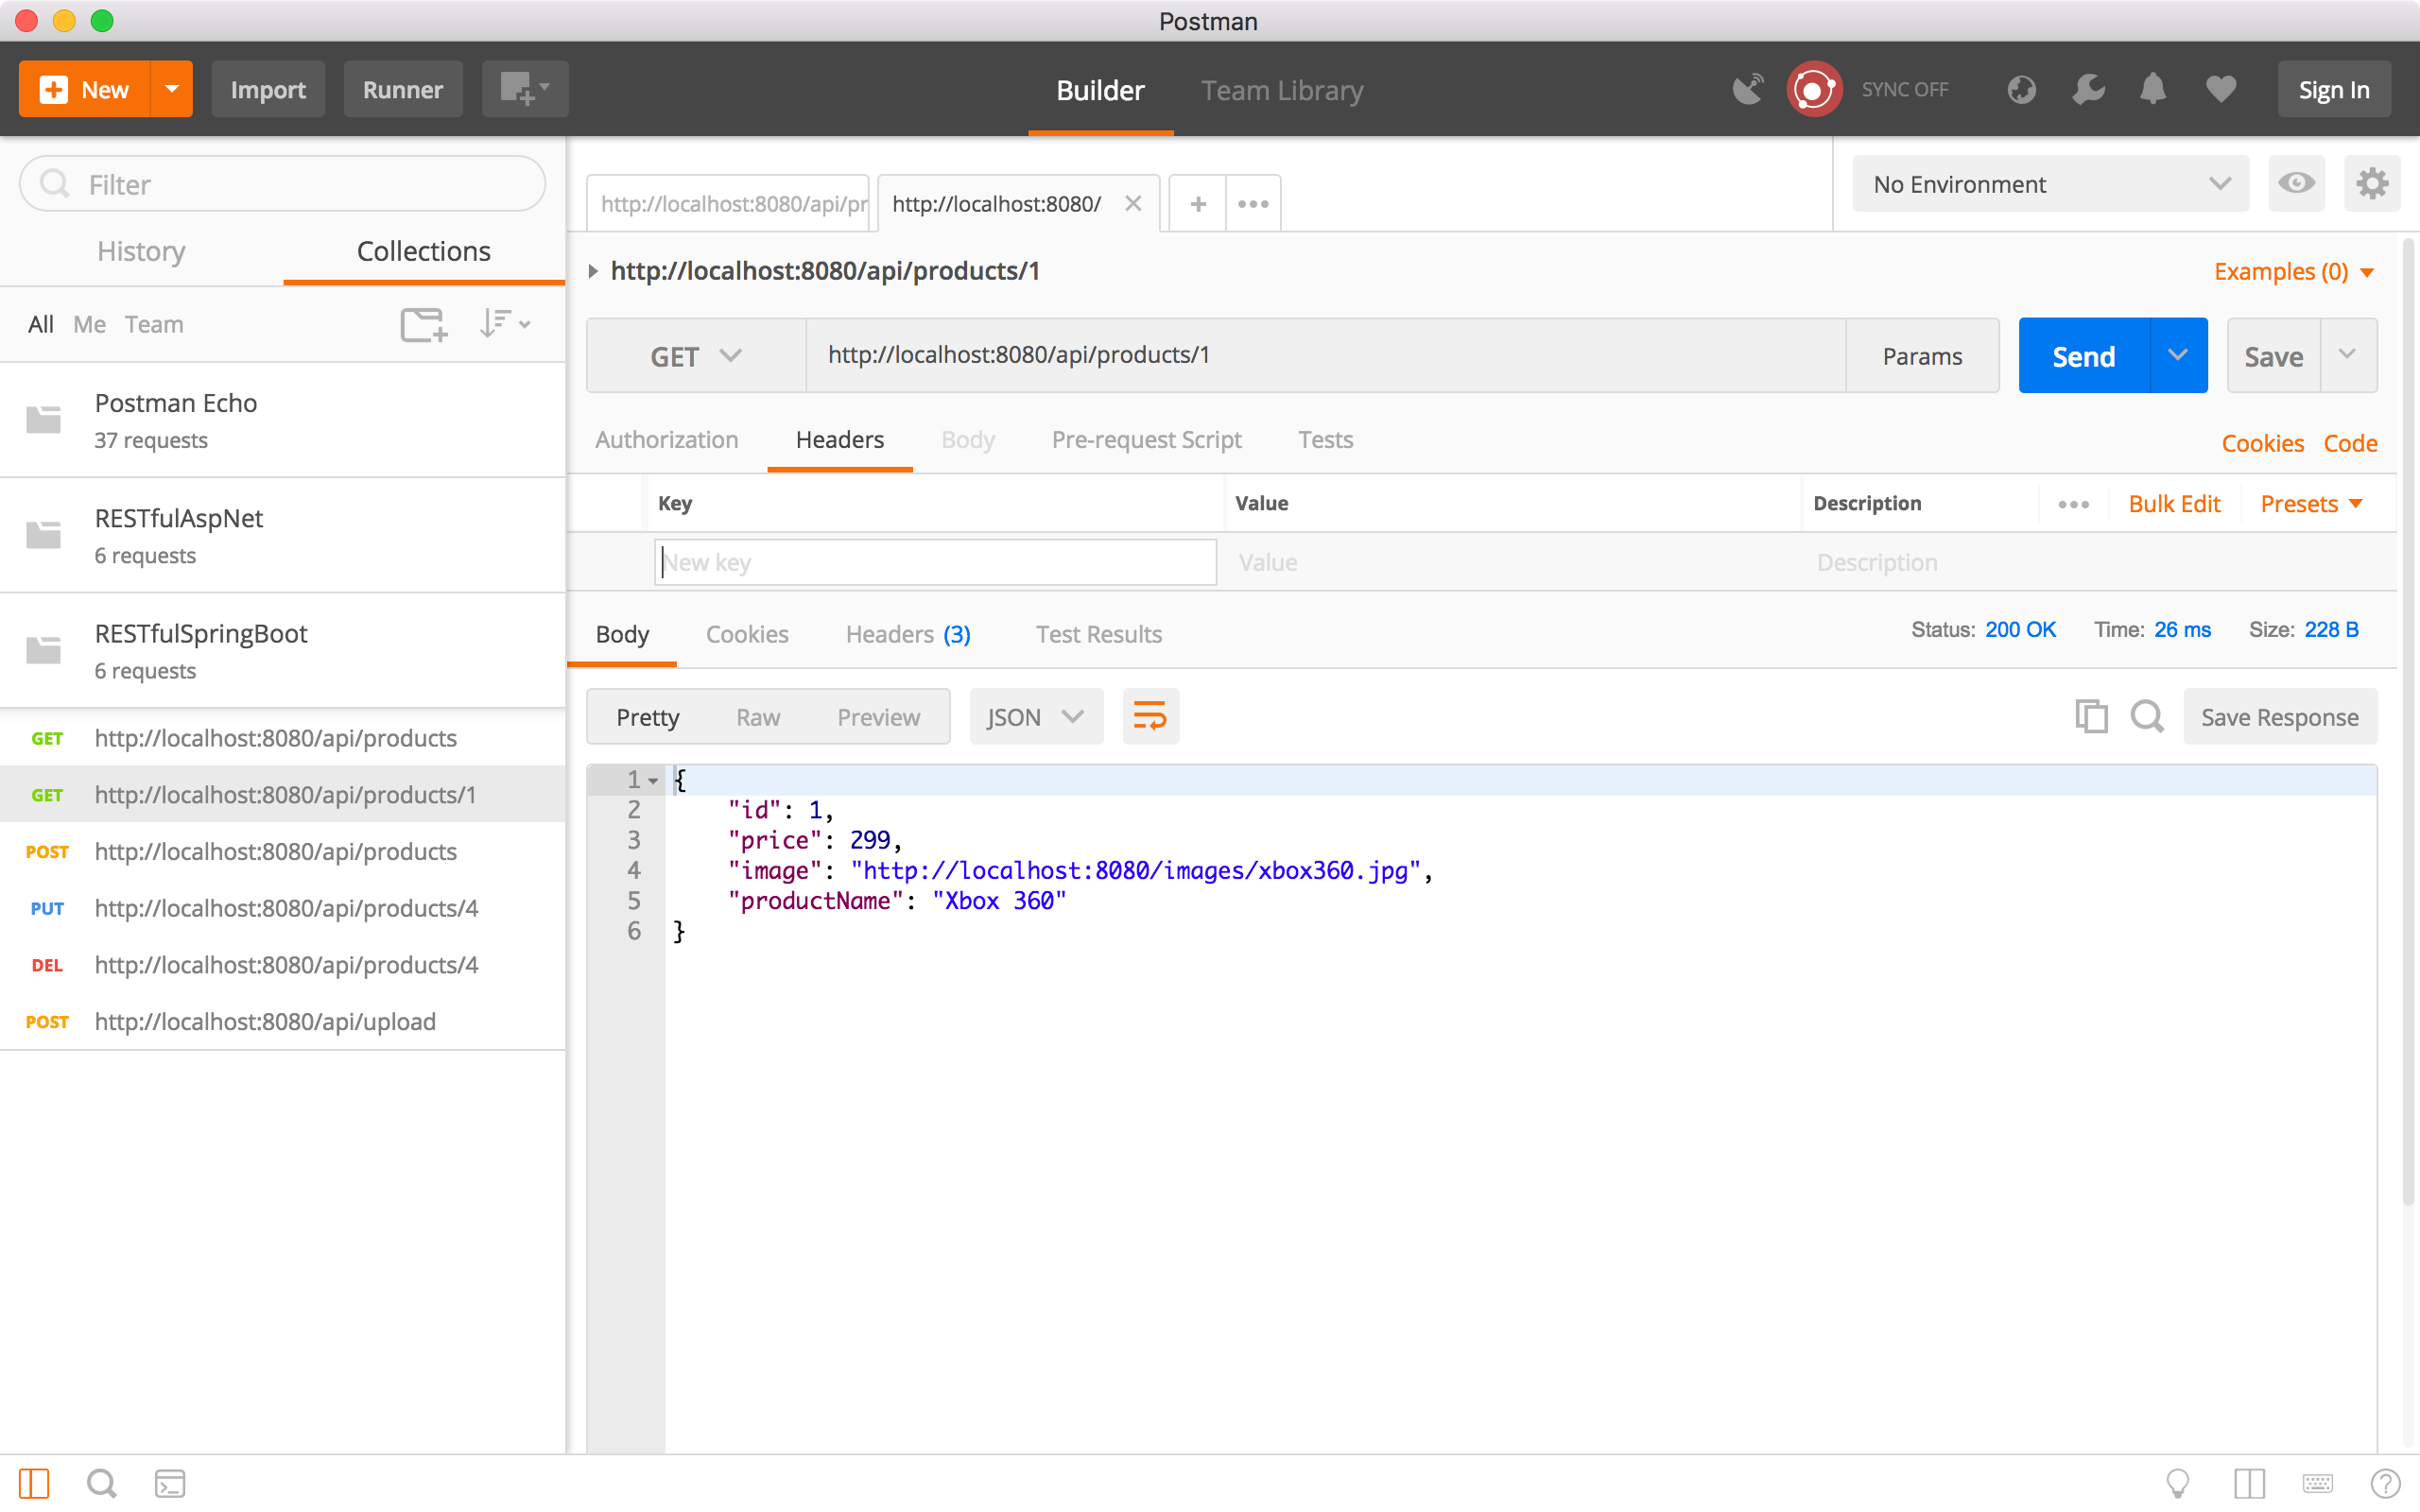 Postman
New
Import
Runner
Builder
Team Library
SYNC OFF
Sign In
Filter
History
Collections
All
Me
Team
Postman Echo
37 requests
RESTfulAspNet
6 requests
RESTfulSpringBoot
6 requests
GET http://localhost:8080/api/products
GET http://localhost:8080/api/products/1
POST http://localhost:8080/api/products
PUT http://localhost:8080/api/products/4
DEL http://localhost:8080/api/products/4
POST http://localhost:8080/api/upload
http://localhost:8080/api/pr
http://localhost:8080/
No Environment
http://localhost:8080/api/products/1
Examples (0)
GET
http://localhost:8080/api/products/1
Params
Send
Save
Authorization
Headers
Body
Pre-request Script
Tests
Cookies
Code
Key
Value
Description
Bulk Edit
Presets
New key
Value
Description
Body
Cookies
Headers (3)
Test Results
Status: 200 OK
Time: 26 ms
Size: 228 B
Pretty
Raw
Preview
JSON
Save Response
1 {
2 "id": 1,
3 "price": 299,
4 "image": "http://localhost:8080/images/xbox360.jpg",
5 "productName": "Xbox 360"
6 }